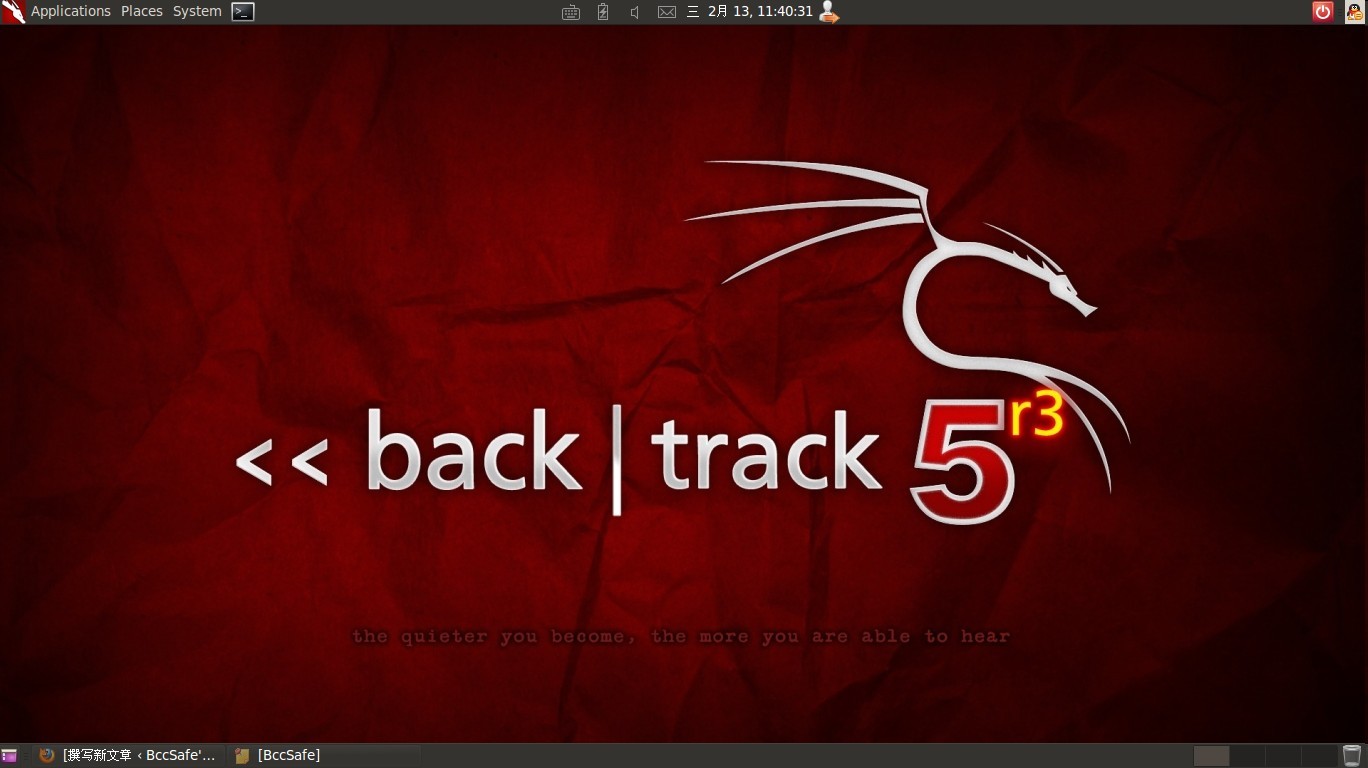 Applications Places System
三 2月 13, 11:40:31
<< back | track 5 r3
the quieter you become, the more you are able to hear
[撰写新文章 ‹ BccSafe'...
[BccSafe]